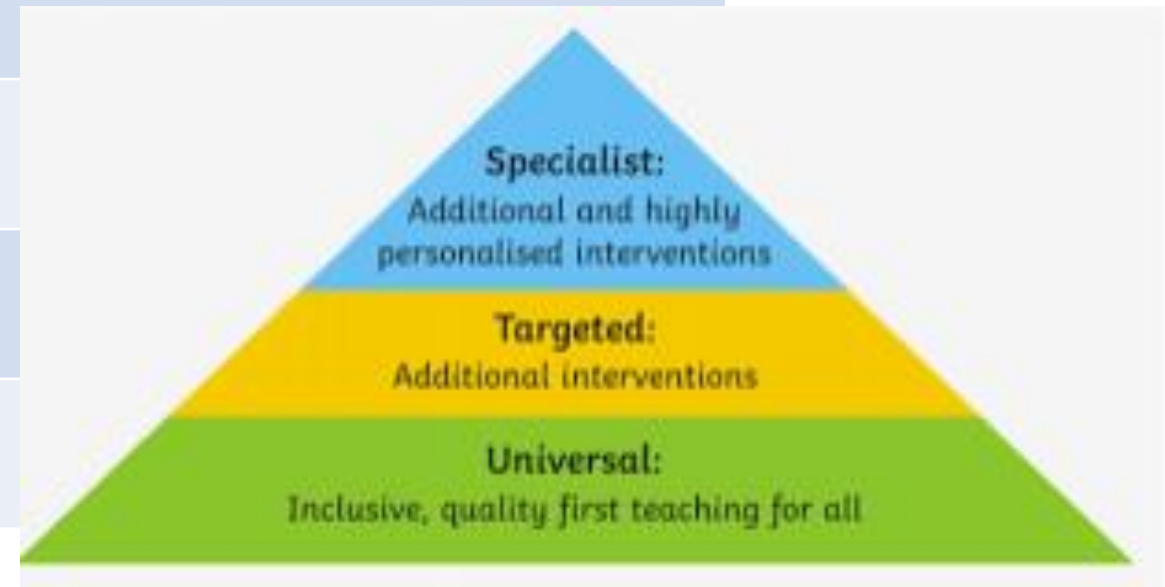 Specialist:
Additional and highly
personalised interventions
Targeted:
Additional interventions
Universal:
Inclusive, quality first teaching for all